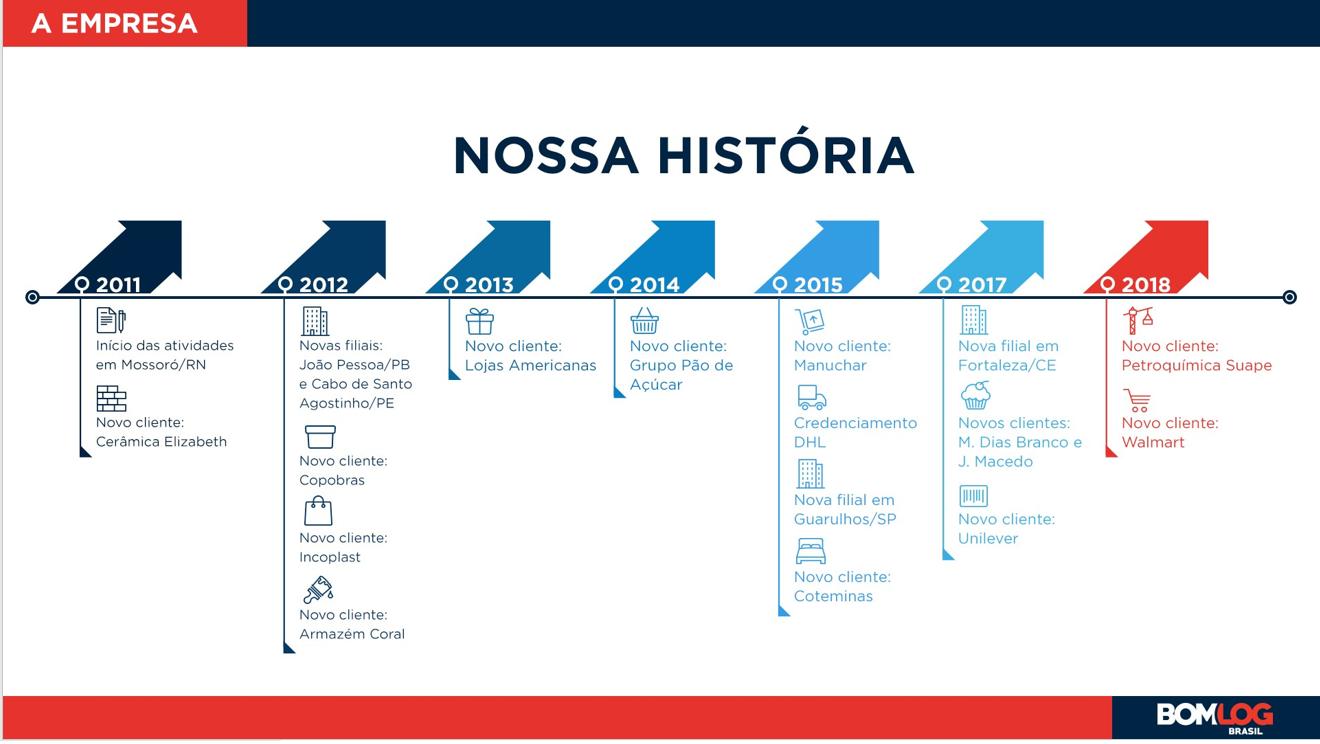 A EMPRESA
NOSSA HISTÓRIA
2011
Início das atividades
em Mossoró/RN
Novo cliente:
Cerâmica Elizabeth
2012
Novas filiais:
João Pessoa/PB
e Cabo de Santo
Agostinho/PE
Novo cliente:
Copobras
Novo cliente:
Incoplast
Novo cliente:
Armazém Coral
2013
Novo cliente:
Lojas Americanas
2014
Novo cliente:
Grupo Pão de
Açúcar
2015
Novo cliente:
Manuchar
Credenciamento
DHL
Nova filial em
Guarulhos/SP
Novo cliente:
Coteminas
2017
Nova filial em
Fortaleza/CE
Novos clientes:
M. Dias Branco e
J. Macedo
Novo cliente:
Unilever
2018
Novo cliente:
Petroquímica Suape
Novo cliente:
Walmart
BOMLOG
BRASIL